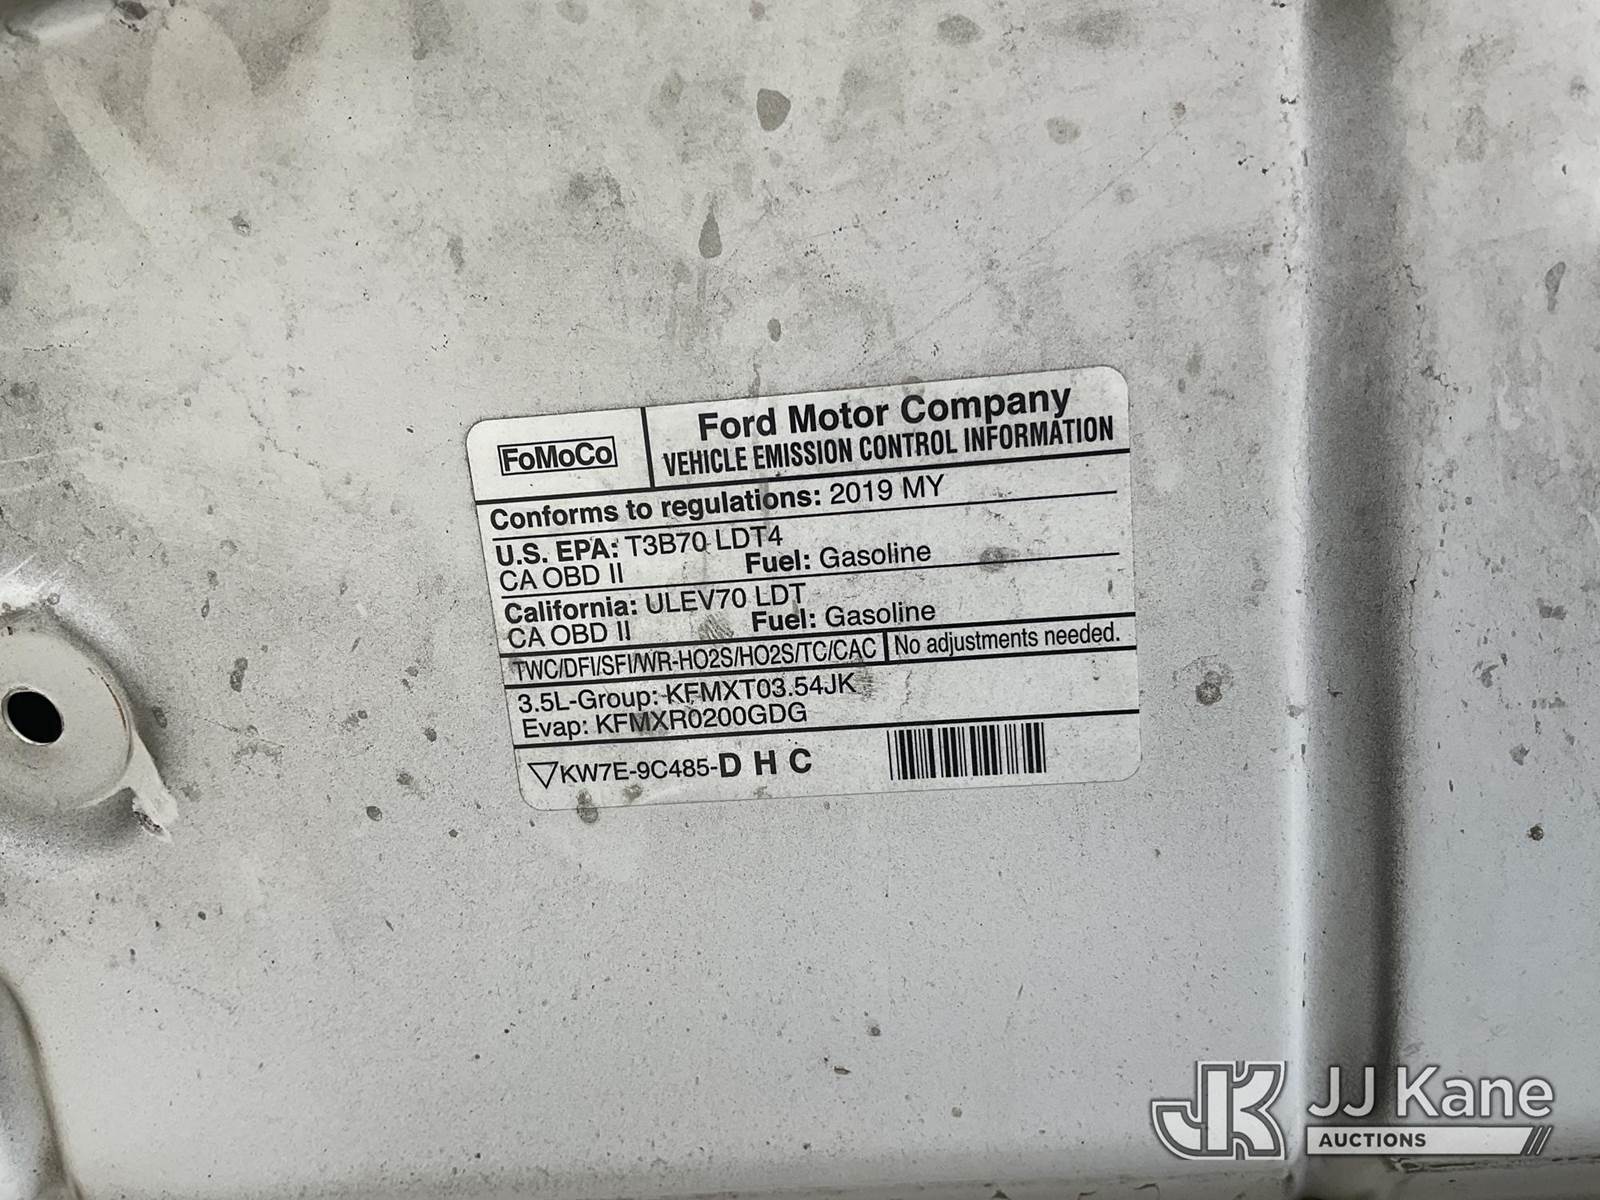 FoMoCo
Ford Motor Company
VEHICLE EMISSION CONTROL INFORMATION
Conforms to regulations: 2019 MY
U.S. EPA: T3B70 LDT4
CA OBD II Fuel: Gasoline
California: ULEV70 LDT
CA OBD II Fuel: Gasoline
TWC/DFI/SFI/WR-HO2S/HO2S/TC/CAC No adjustments needed.
3.5L-Group: KFMXT03.54JK
Evap: KFMXR0200GDG
KW7E-9C485-D H C
JK JJ Kane
AUCTIONS